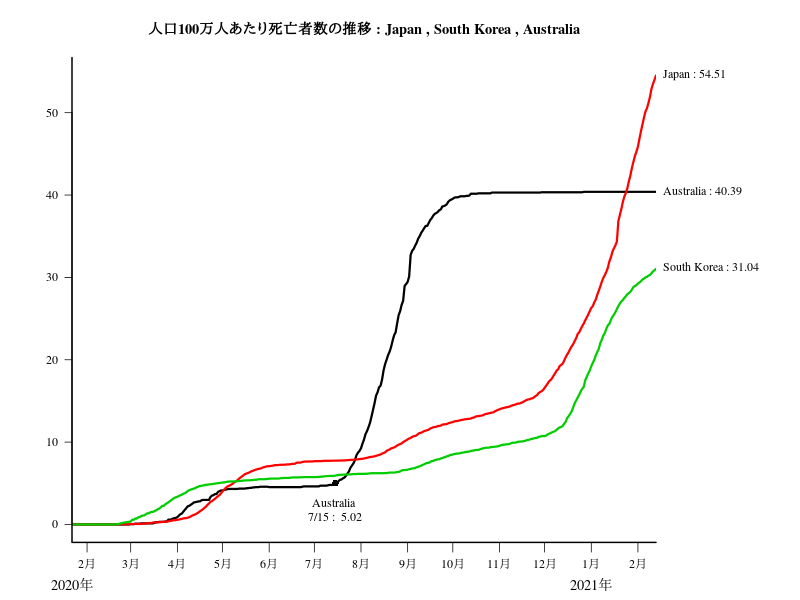 人口100万人あたり死亡者数の推移 : Japan , South Korea , Australia
Japan : 54.51
50
40
Australia : 40.39
30
South Korea : 31.04
20
10
0
Australia
7/15 : 5.02
2月 3月 4月 5月 6月 7月 8月 9月 10月 11月 12月 1月 2月
2020年 2021年